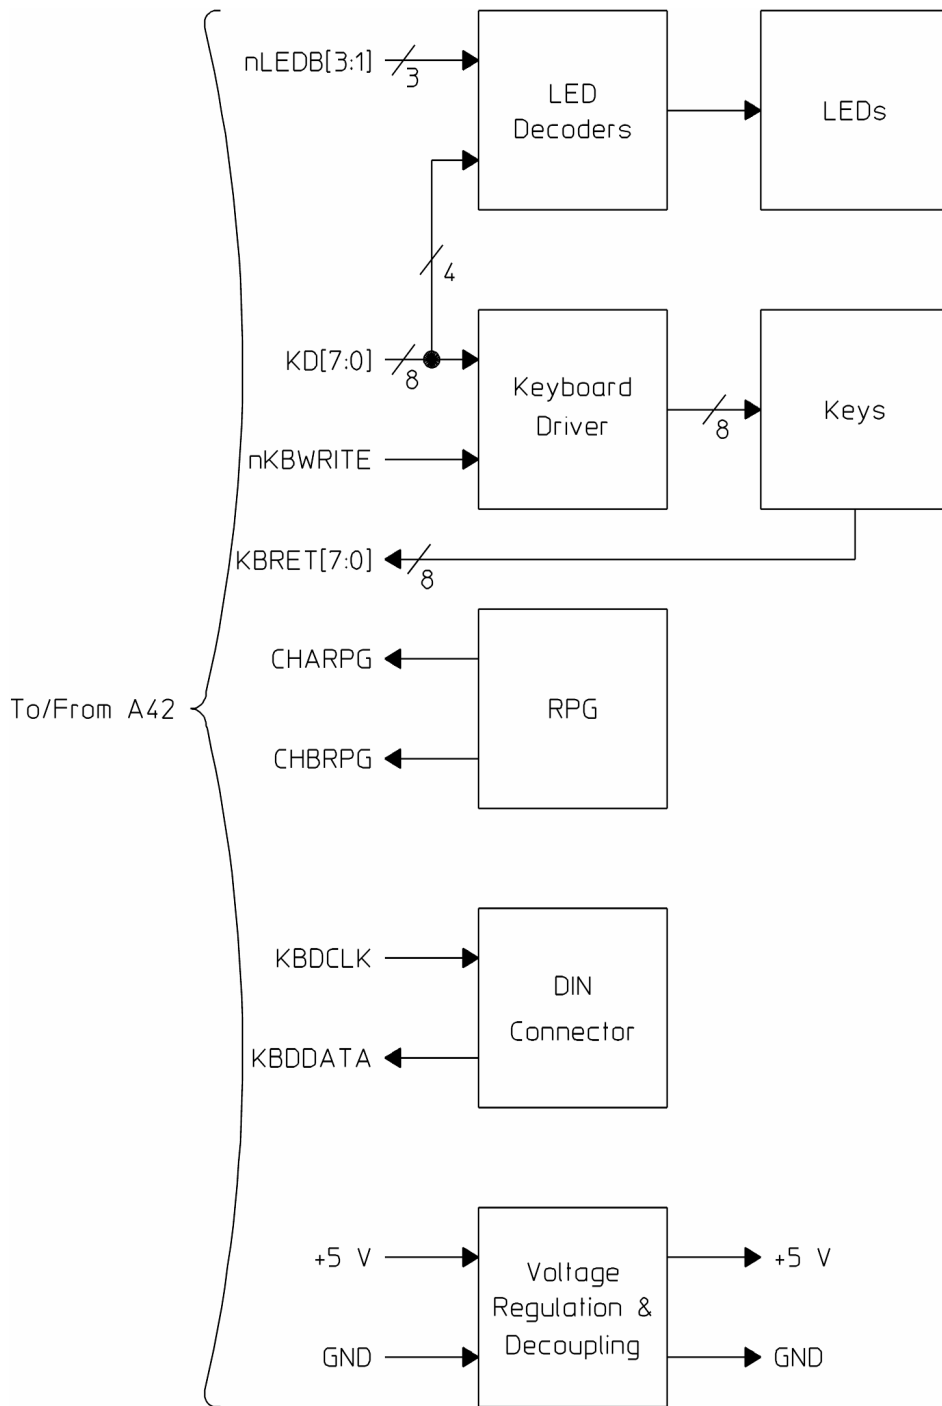 nLEDB[3:1]
3
LED
Decoders
LEDs
4
KD[7:0]
8
Keyboard
Driver
8
Keys
nKBWRITE
KBRET[7:0]
8
CHARPG
RPG
To/From A42
CHBRPG
KBDCLK
DIN
Connector
KBDDATA
+5 V
Voltage
Regulation &
Decoupling
+5 V
GND
GND